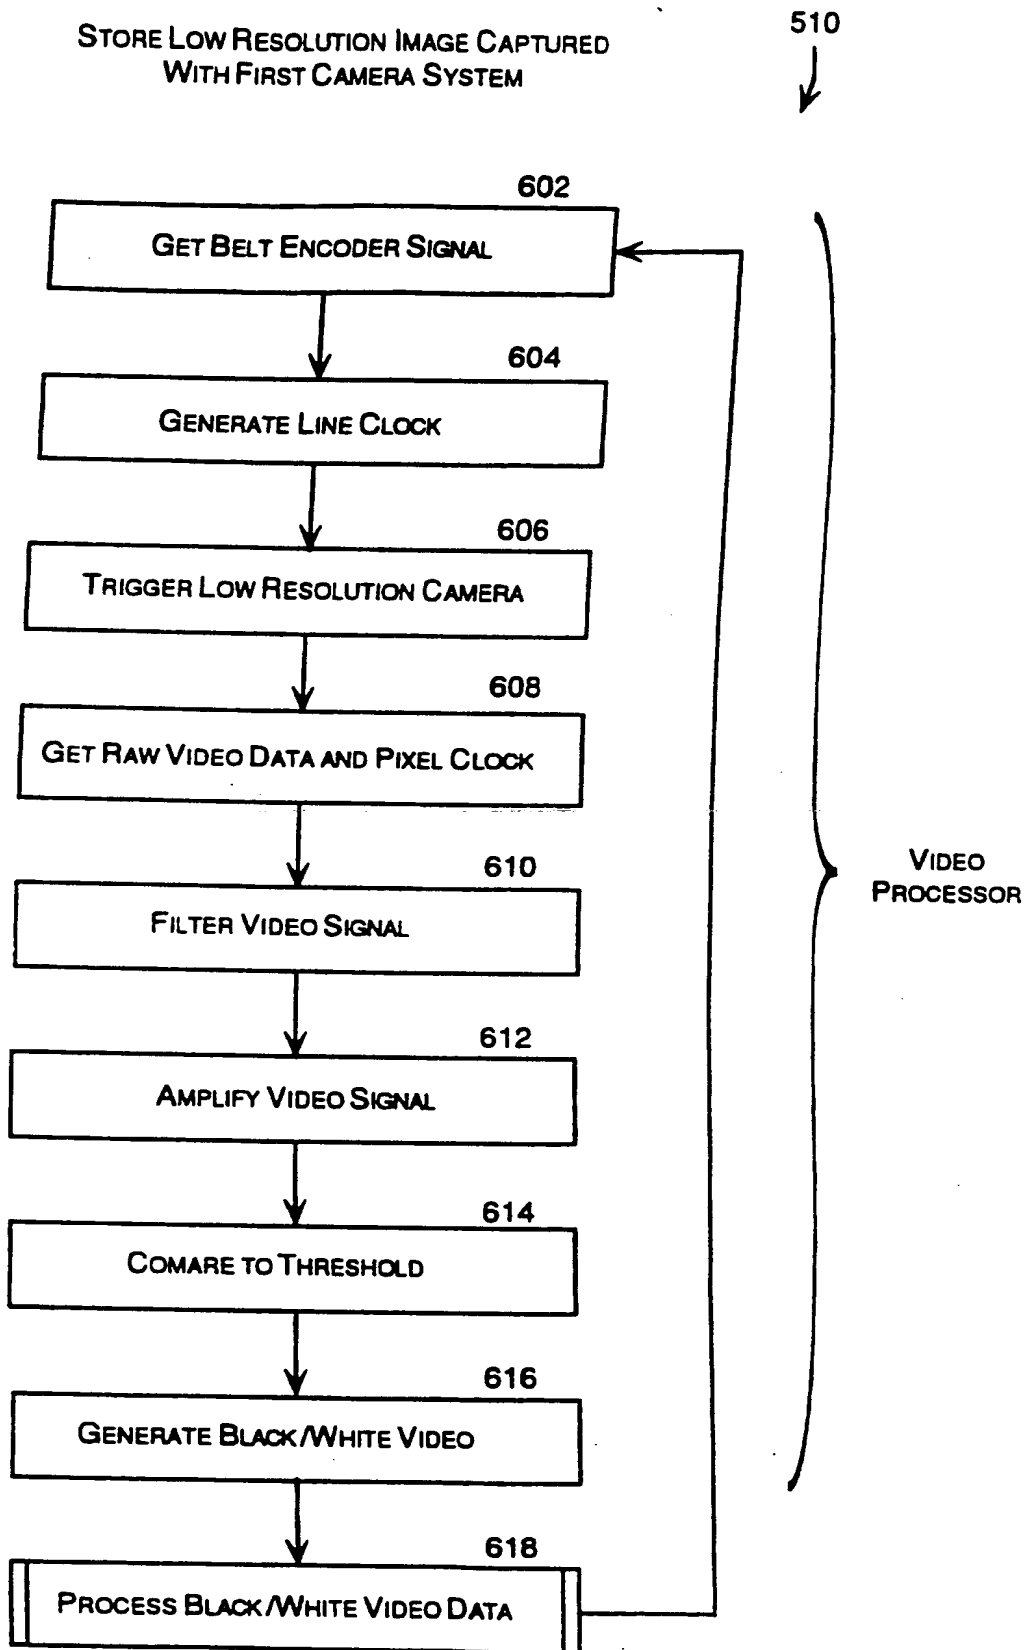 STORE LOW RESOLUTION IMAGE CAPTURED
WITH FIRST CAMERA SYSTEM
510
602
GET BELT ENCODER SIGNAL
604
GENERATE LINE CLOCK
606
TRIGGER LOW RESOLUTION CAMERA
608
GET RAW VIDEO DATA AND PIXEL CLOCK
610
FILTER VIDEO SIGNAL
VIDEO
PROCESSOR
612
AMPLIFY VIDEO SIGNAL
614
COMARE TO THRESHOLD
616
GENERATE BLACK/WHITE VIDEO
618
PROCESS BLACK/WHITE VIDEO DATA